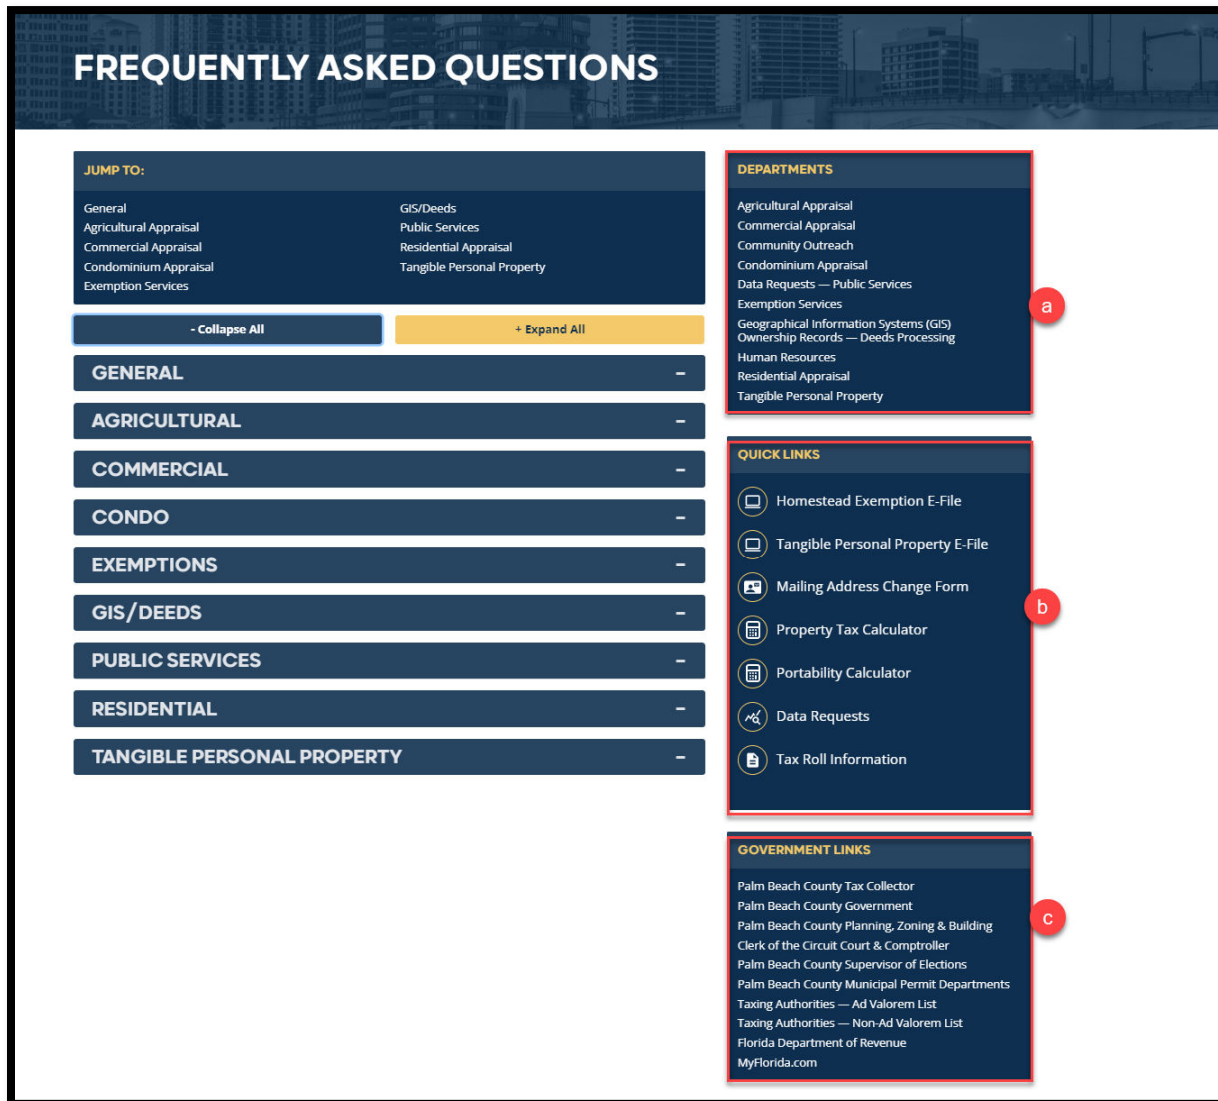 FREQUENTLY ASKED QUESTIONS
JUMP TO:
General
Agricultural Appraisal
Commercial Appraisal
Condominium Appraisal
Exemption Services
GIS/Deeds
Public Services
Residential Appraisal
Tangible Personal Property
- Collapse All
+ Expand All
GENERAL –
AGRICULTURAL –
COMMERCIAL –
CONDO –
EXEMPTIONS –
GIS/DEEDS –
PUBLIC SERVICES –
RESIDENTIAL –
TANGIBLE PERSONAL PROPERTY –
DEPARTMENTS
Agricultural Appraisal
Commercial Appraisal
Community Outreach
Condominium Appraisal
Data Requests — Public Services
Exemption Services
Geographical Information Systems (GIS)
Ownership Records — Deeds Processing
Human Resources
Residential Appraisal
Tangible Personal Property
a
QUICK LINKS
Homestead Exemption E-File
Tangible Personal Property E-File
Mailing Address Change Form
Property Tax Calculator
Portability Calculator
Data Requests
Tax Roll Information
b
GOVERNMENT LINKS
Palm Beach County Tax Collector
Palm Beach County Government
Palm Beach County Planning, Zoning & Building
Clerk of the Circuit Court & Comptroller
Palm Beach County Supervisor of Elections
Palm Beach County Municipal Permit Departments
Taxing Authorities — Ad Valorem List
Taxing Authorities — Non-Ad Valorem List
Florida Department of Revenue
MyFlorida.com
c